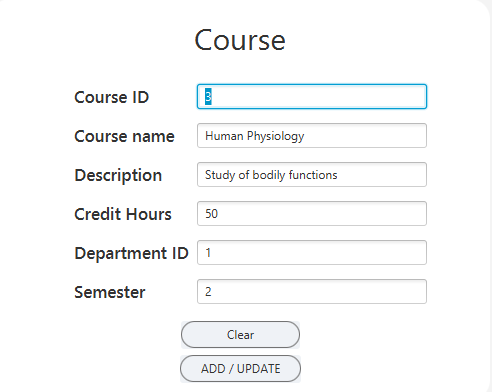 Course
Course ID 3
Course name Human Physiology
Description Study of bodily functions
Credit Hours 50
Department ID 1
Semester 2
Clear
ADD / UPDATE